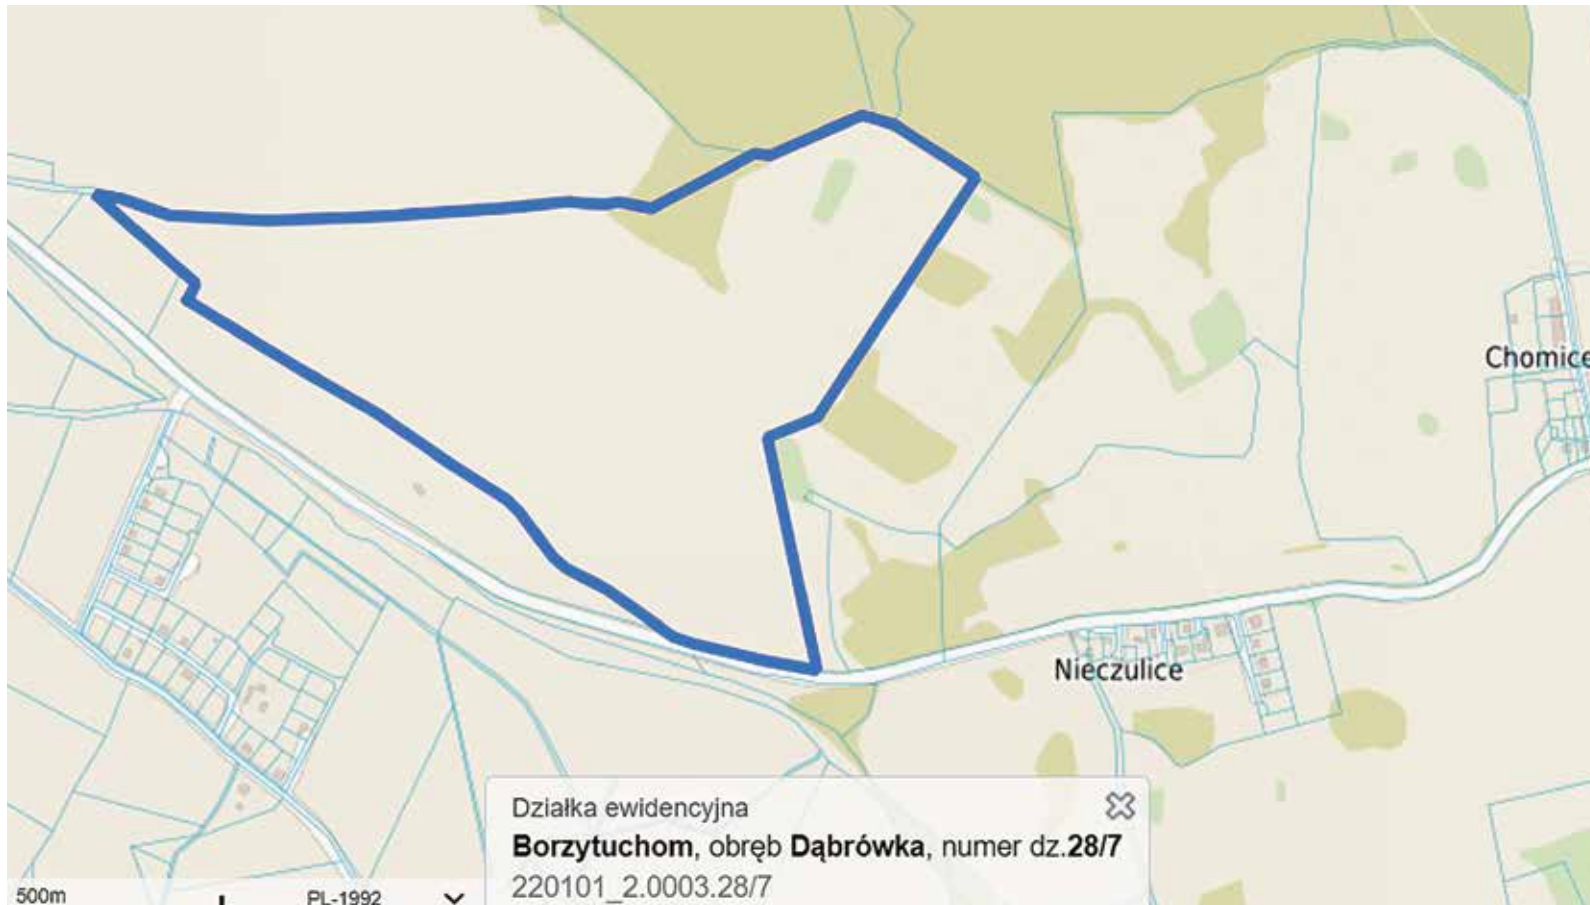 Chomice
Nieczulice
Działka ewidencyjna
Borzytuchom, obręb Dąbrówka, numer dz.28/7
220101_2.0003.28/7
500m
PL-1992